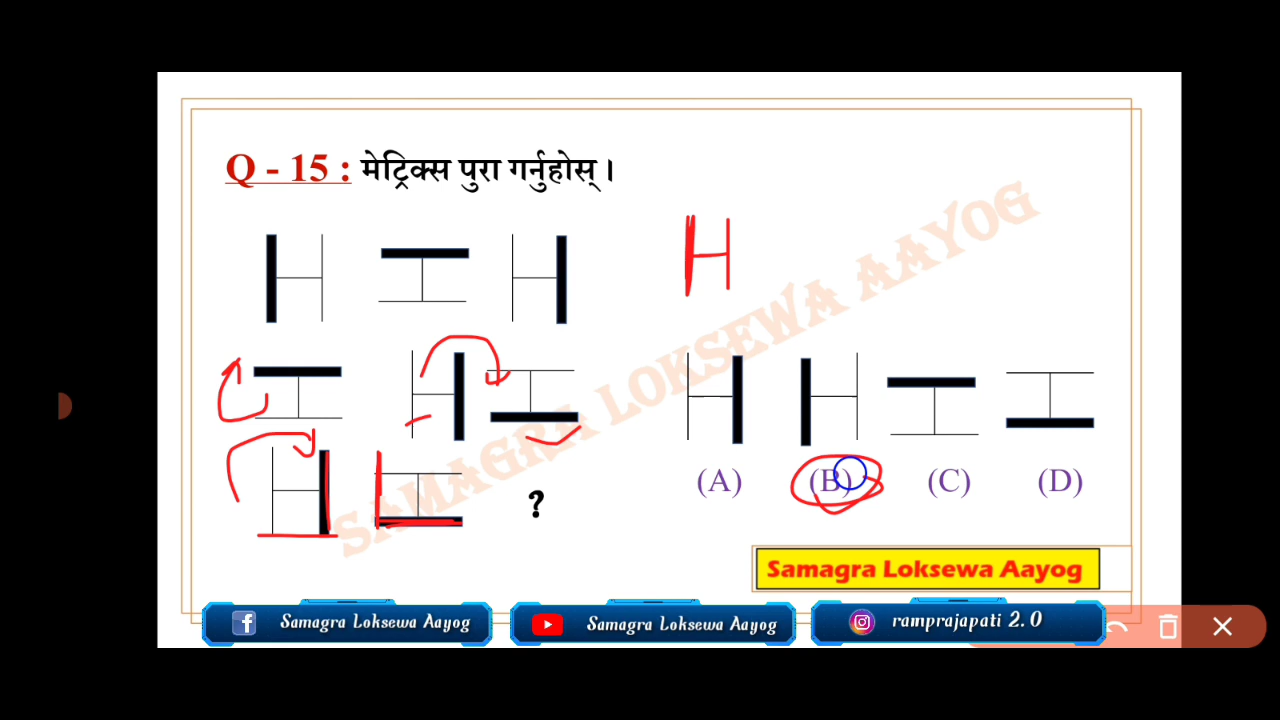 Q - 15 : मेट्रिक्स पुरा गर्नुहोस् ।
H
SAMAGRA LOKSEWA AAYOG
?
(A) (B) (C) (D)
Samagra Loksewa Aayog
Samagra Loksewa Aayog
Samagra Loksewa Aayog
ramprajapati 2.0